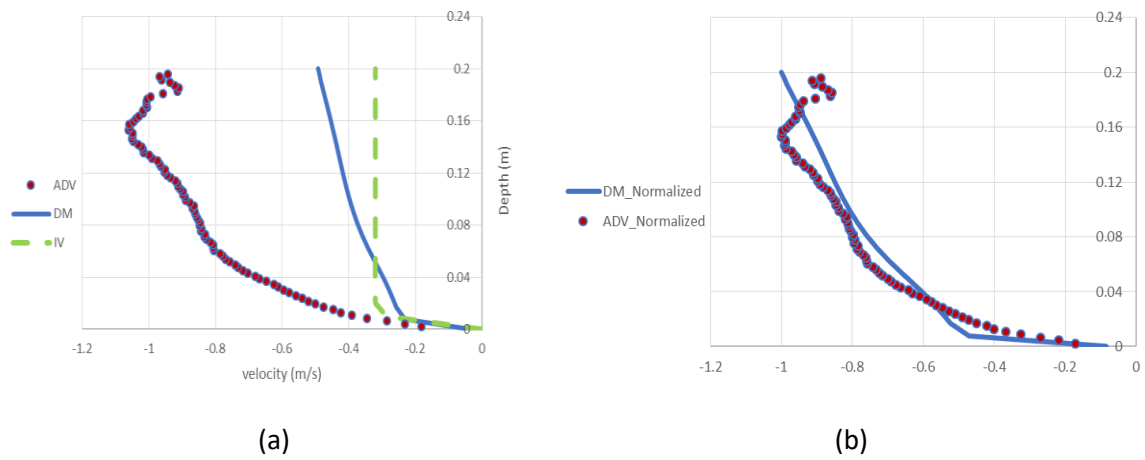 0.24
0.2
0.16
0.12
0.08
0.04
0
-1.2 -1 -0.8 -0.6 -0.4 -0.2 0
velocity (m/s)
Depth (m)
ADV
DM
IV
(a)
0.24
0.2
0.16
0.12
0.08
0.04
0
-1.2 -1 -0.8 -0.6 -0.4 -0.2 0
DM_Normalized
ADV_Normalized
(b)